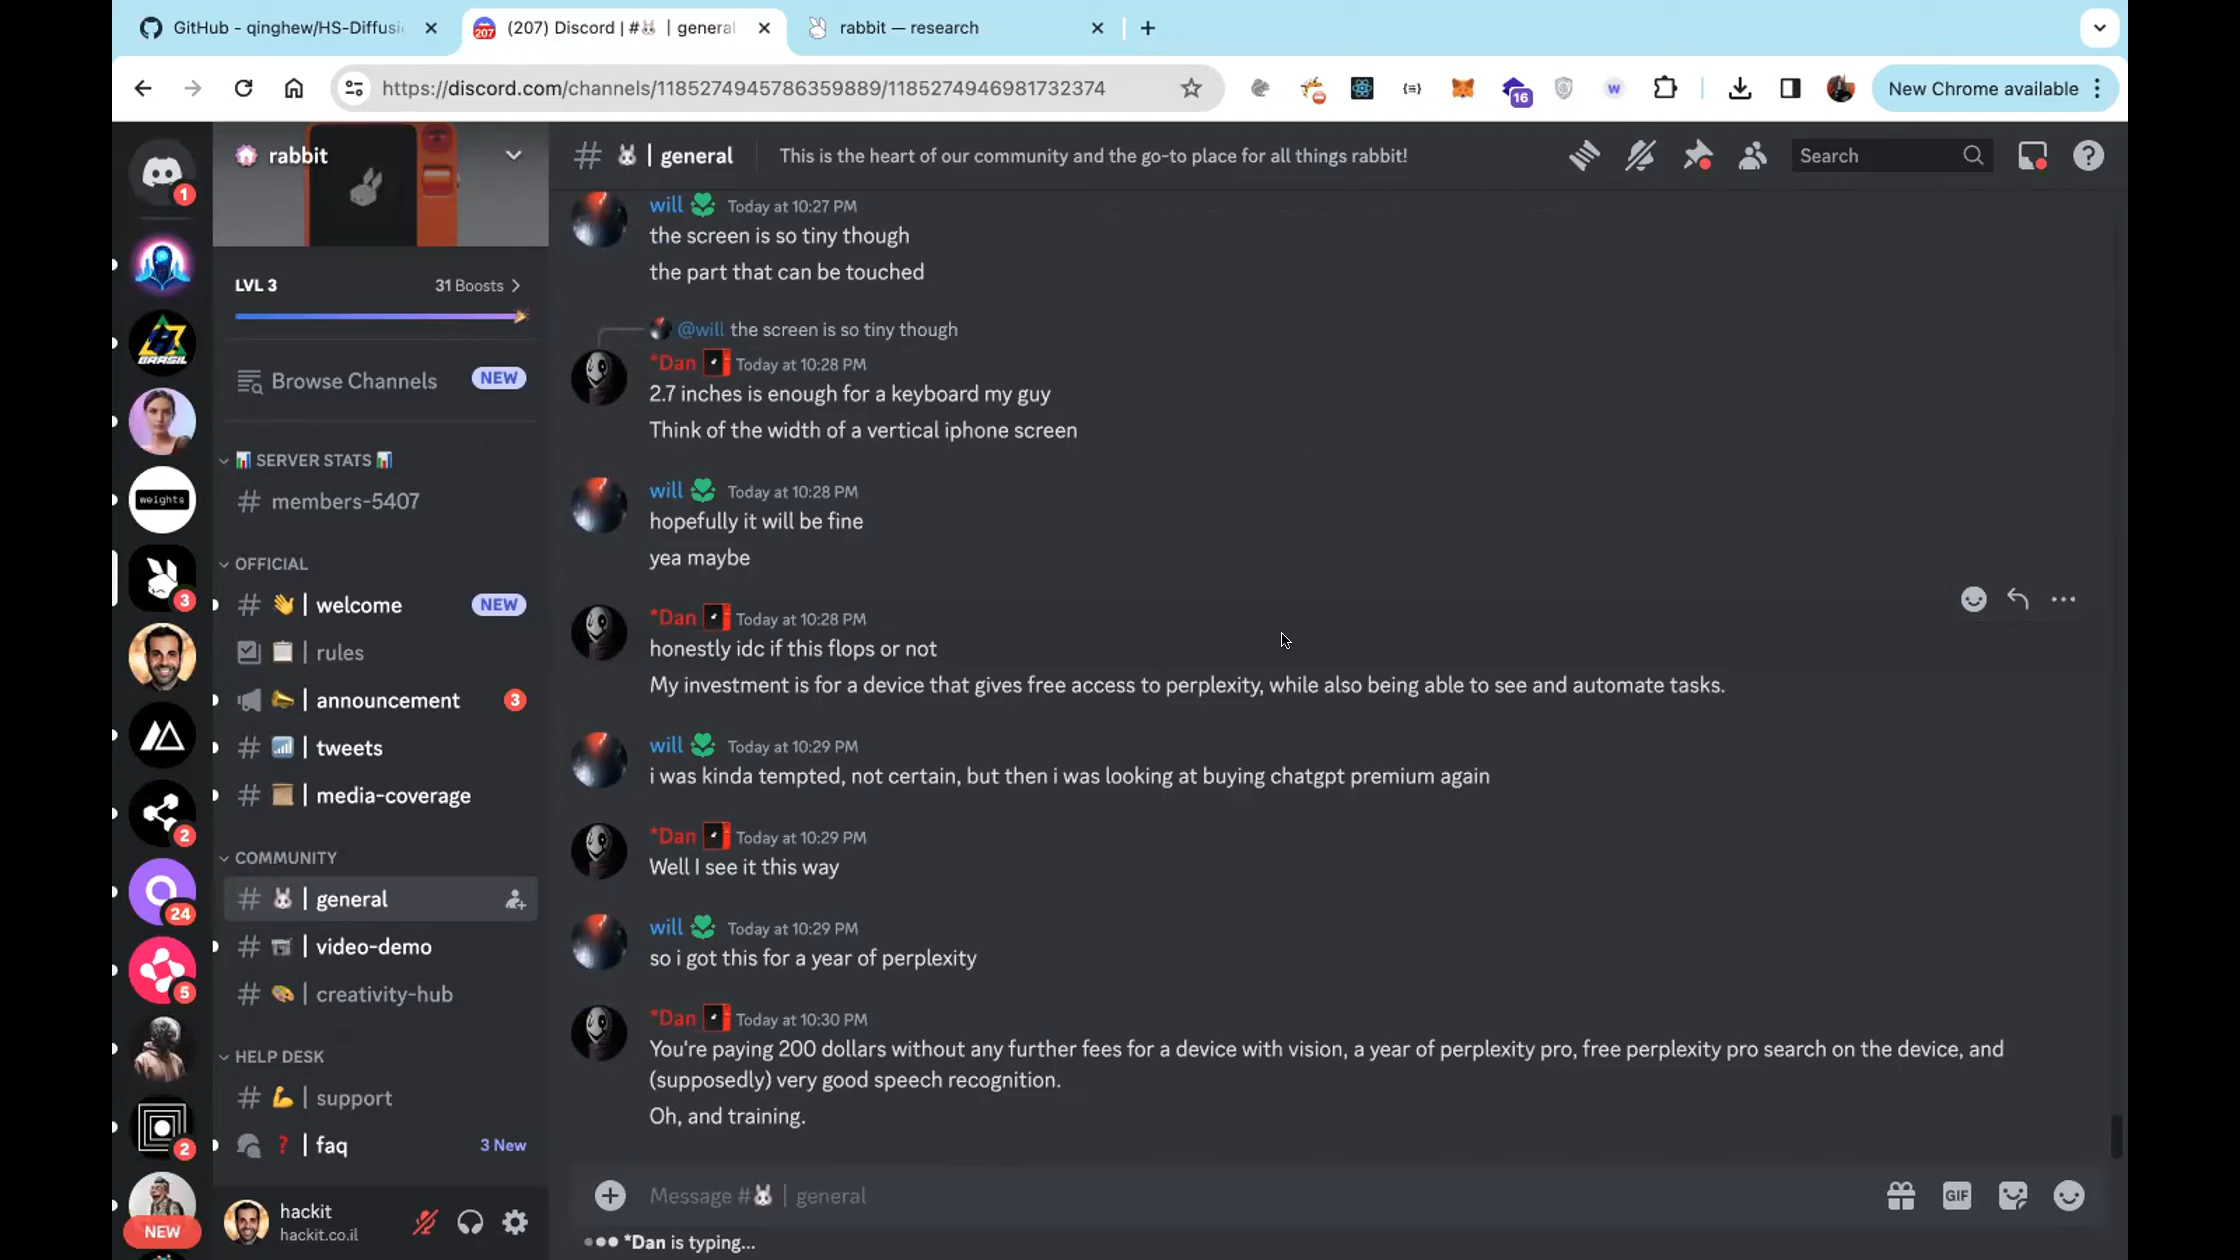 GitHub - qinghew/HS-Diffusi
(207) Discord | #🐰 | general
rabbit — research
https://discord.com/channels/1185274945786359889/1185274946981732374
16
W
New Chrome available
1
rabbit
LVL 3
31 Boosts
Browse Channels
NEW
SERVER STATS
members-5407
OFFICIAL
welcome
NEW
rules
announcement
3
tweets
media-coverage
COMMUNITY
general
video-demo
creativity-hub
HELP DESK
support
faq
3 New
hackit
hackit.co.il
207
BRASIL
weights
3
2
24
5
2
NEW
# 🐰 | general
This is the heart of our community and the go-to place for all things rabbit!
Search
will Today at 10:27 PM
the screen is so tiny though
the part that can be touched
@will the screen is so tiny though
*Dan Today at 10:28 PM
2.7 inches is enough for a keyboard my guy
Think of the width of a vertical iphone screen
will Today at 10:28 PM
hopefully it will be fine
yea maybe
*Dan Today at 10:28 PM
honestly idc if this flops or not
My investment is for a device that gives free access to perplexity, while also being able to see and automate tasks.
will Today at 10:29 PM
i was kinda tempted, not certain, but then i was looking at buying chatgpt premium again
*Dan Today at 10:29 PM
Well I see it this way
will Today at 10:29 PM
so i got this for a year of perplexity
*Dan Today at 10:30 PM
You're paying 200 dollars without any further fees for a device with vision, a year of perplexity pro, free perplexity pro search on the device, and
(supposedly) very good speech recognition.
Oh, and training.
Message #🐰 | general
GIF
*Dan is typing...